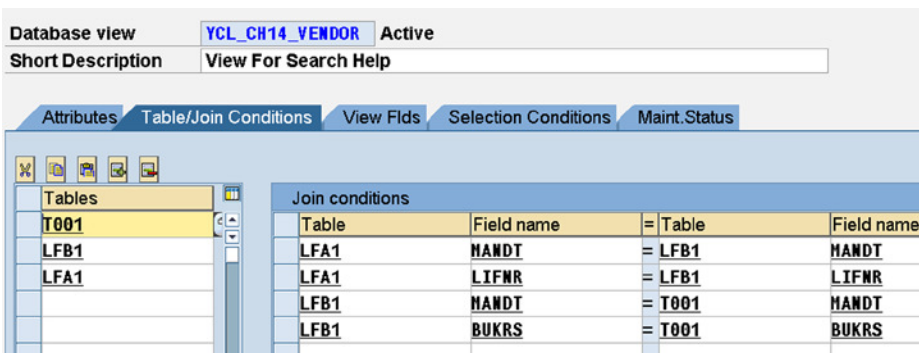 Database view YCL_CH14_VENDOR Active
Short Description View For Search Help
Attributes Table/Join Conditions View Flds Selection Conditions Maint.Status
Tables
T001
LFB1
LFA1
Join conditions
Table Field name = Table Field name
LFA1 MANDT = LFB1 MANDT
LFA1 LIFNR = LFB1 LIFNR
LFB1 MANDT = T001 MANDT
LFB1 BUKRS = T001 BUKRS